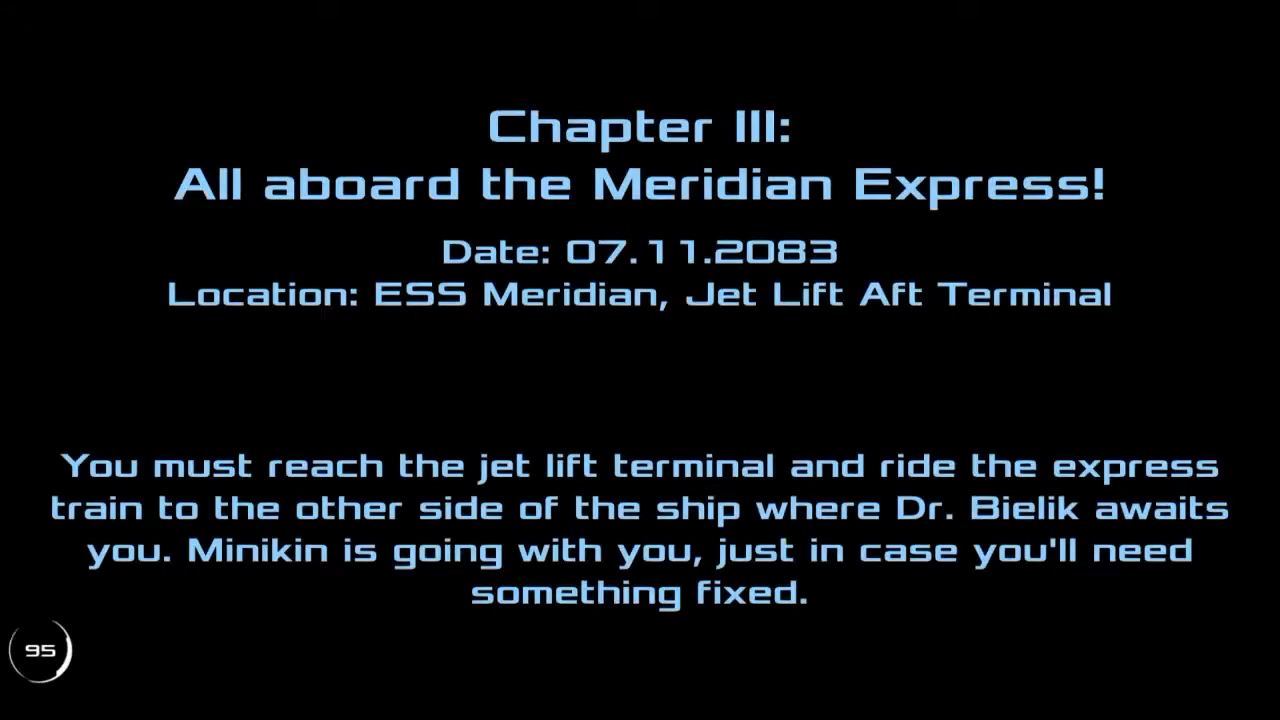 Chapter III:
All aboard the Meridian Express!
Date: 07.11.2083
Location: ESS Meridian, Jet Lift Aft Terminal
You must reach the jet lift terminal and ride the express
train to the other side of the ship where Dr. Bielik awaits
you. Minikin is going with you, just in case you'll need
something fixed.
95